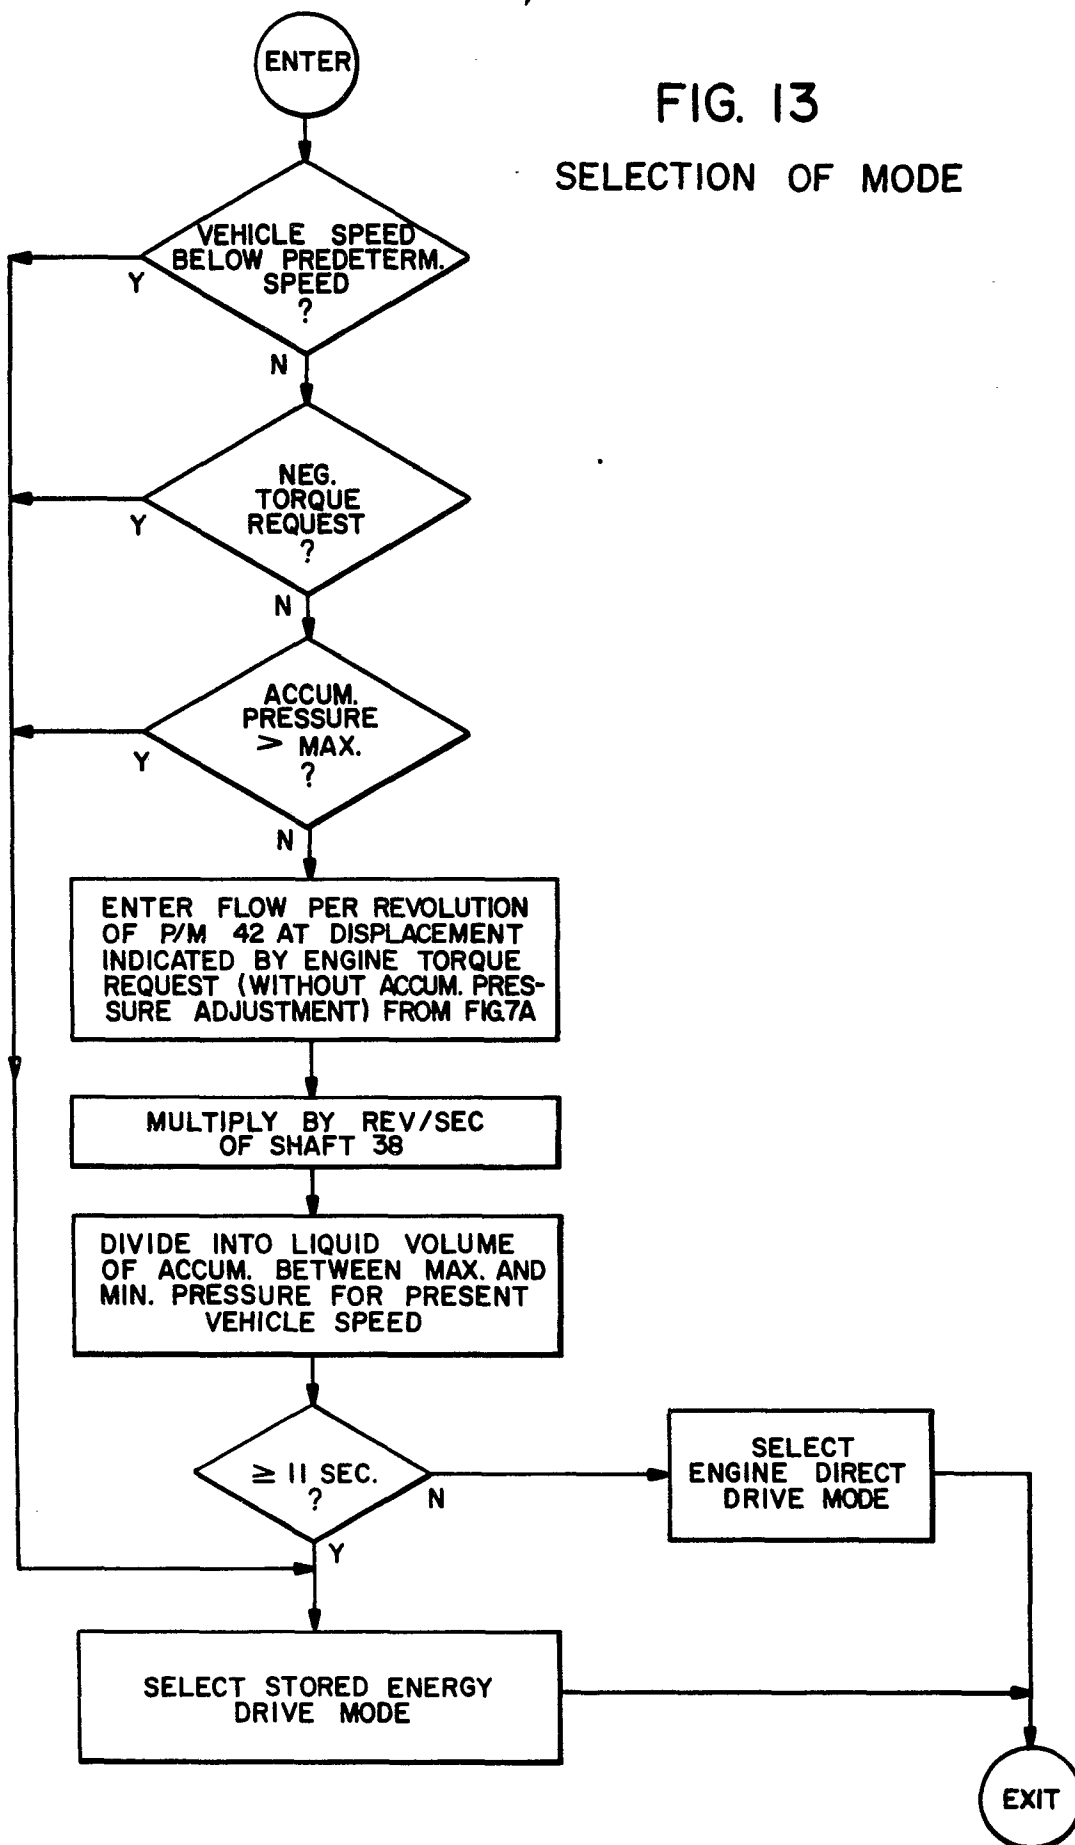 ENTER
FIG. 13
SELECTION OF MODE
VEHICLE SPEED
BELOW PREDETERM.
SPEED
?
Y
N
NEG.
TORQUE
REQUEST
?
Y
N
ACCUM.
PRESSURE
> MAX.
?
Y
N
ENTER FLOW PER REVOLUTION
OF P/M 42 AT DISPLACEMENT
INDICATED BY ENGINE TORQUE
REQUEST (WITHOUT ACCUM. PRES-
SURE ADJUSTMENT) FROM FIG.7A
MULTIPLY BY REV/SEC
OF SHAFT 38
DIVIDE INTO LIQUID VOLUME
OF ACCUM. BETWEEN MAX. AND
MIN. PRESSURE FOR PRESENT
VEHICLE SPEED
≥ 11 SEC.
?
N
Y
SELECT
ENGINE DIRECT
DRIVE MODE
SELECT STORED ENERGY
DRIVE MODE
EXIT